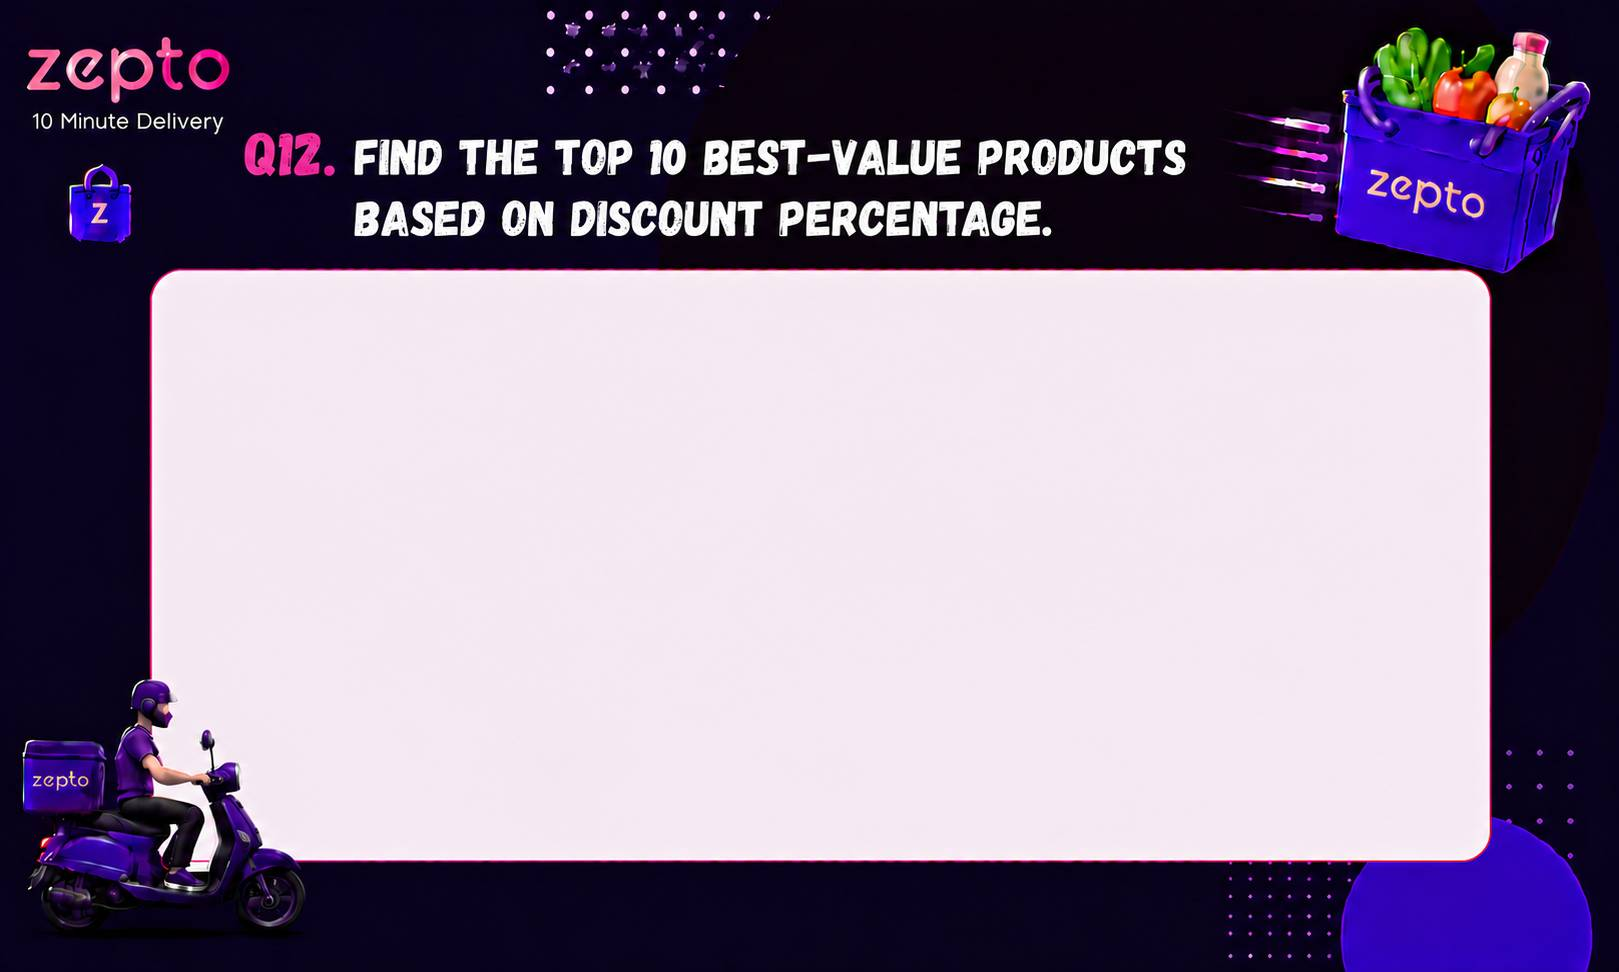 zepto
10 Minute Delivery
Z
Q12. FIND THE TOP 10 BEST-VALUE PRODUCTS
BASED ON DISCOUNT PERCENTAGE.
zepto
zepto